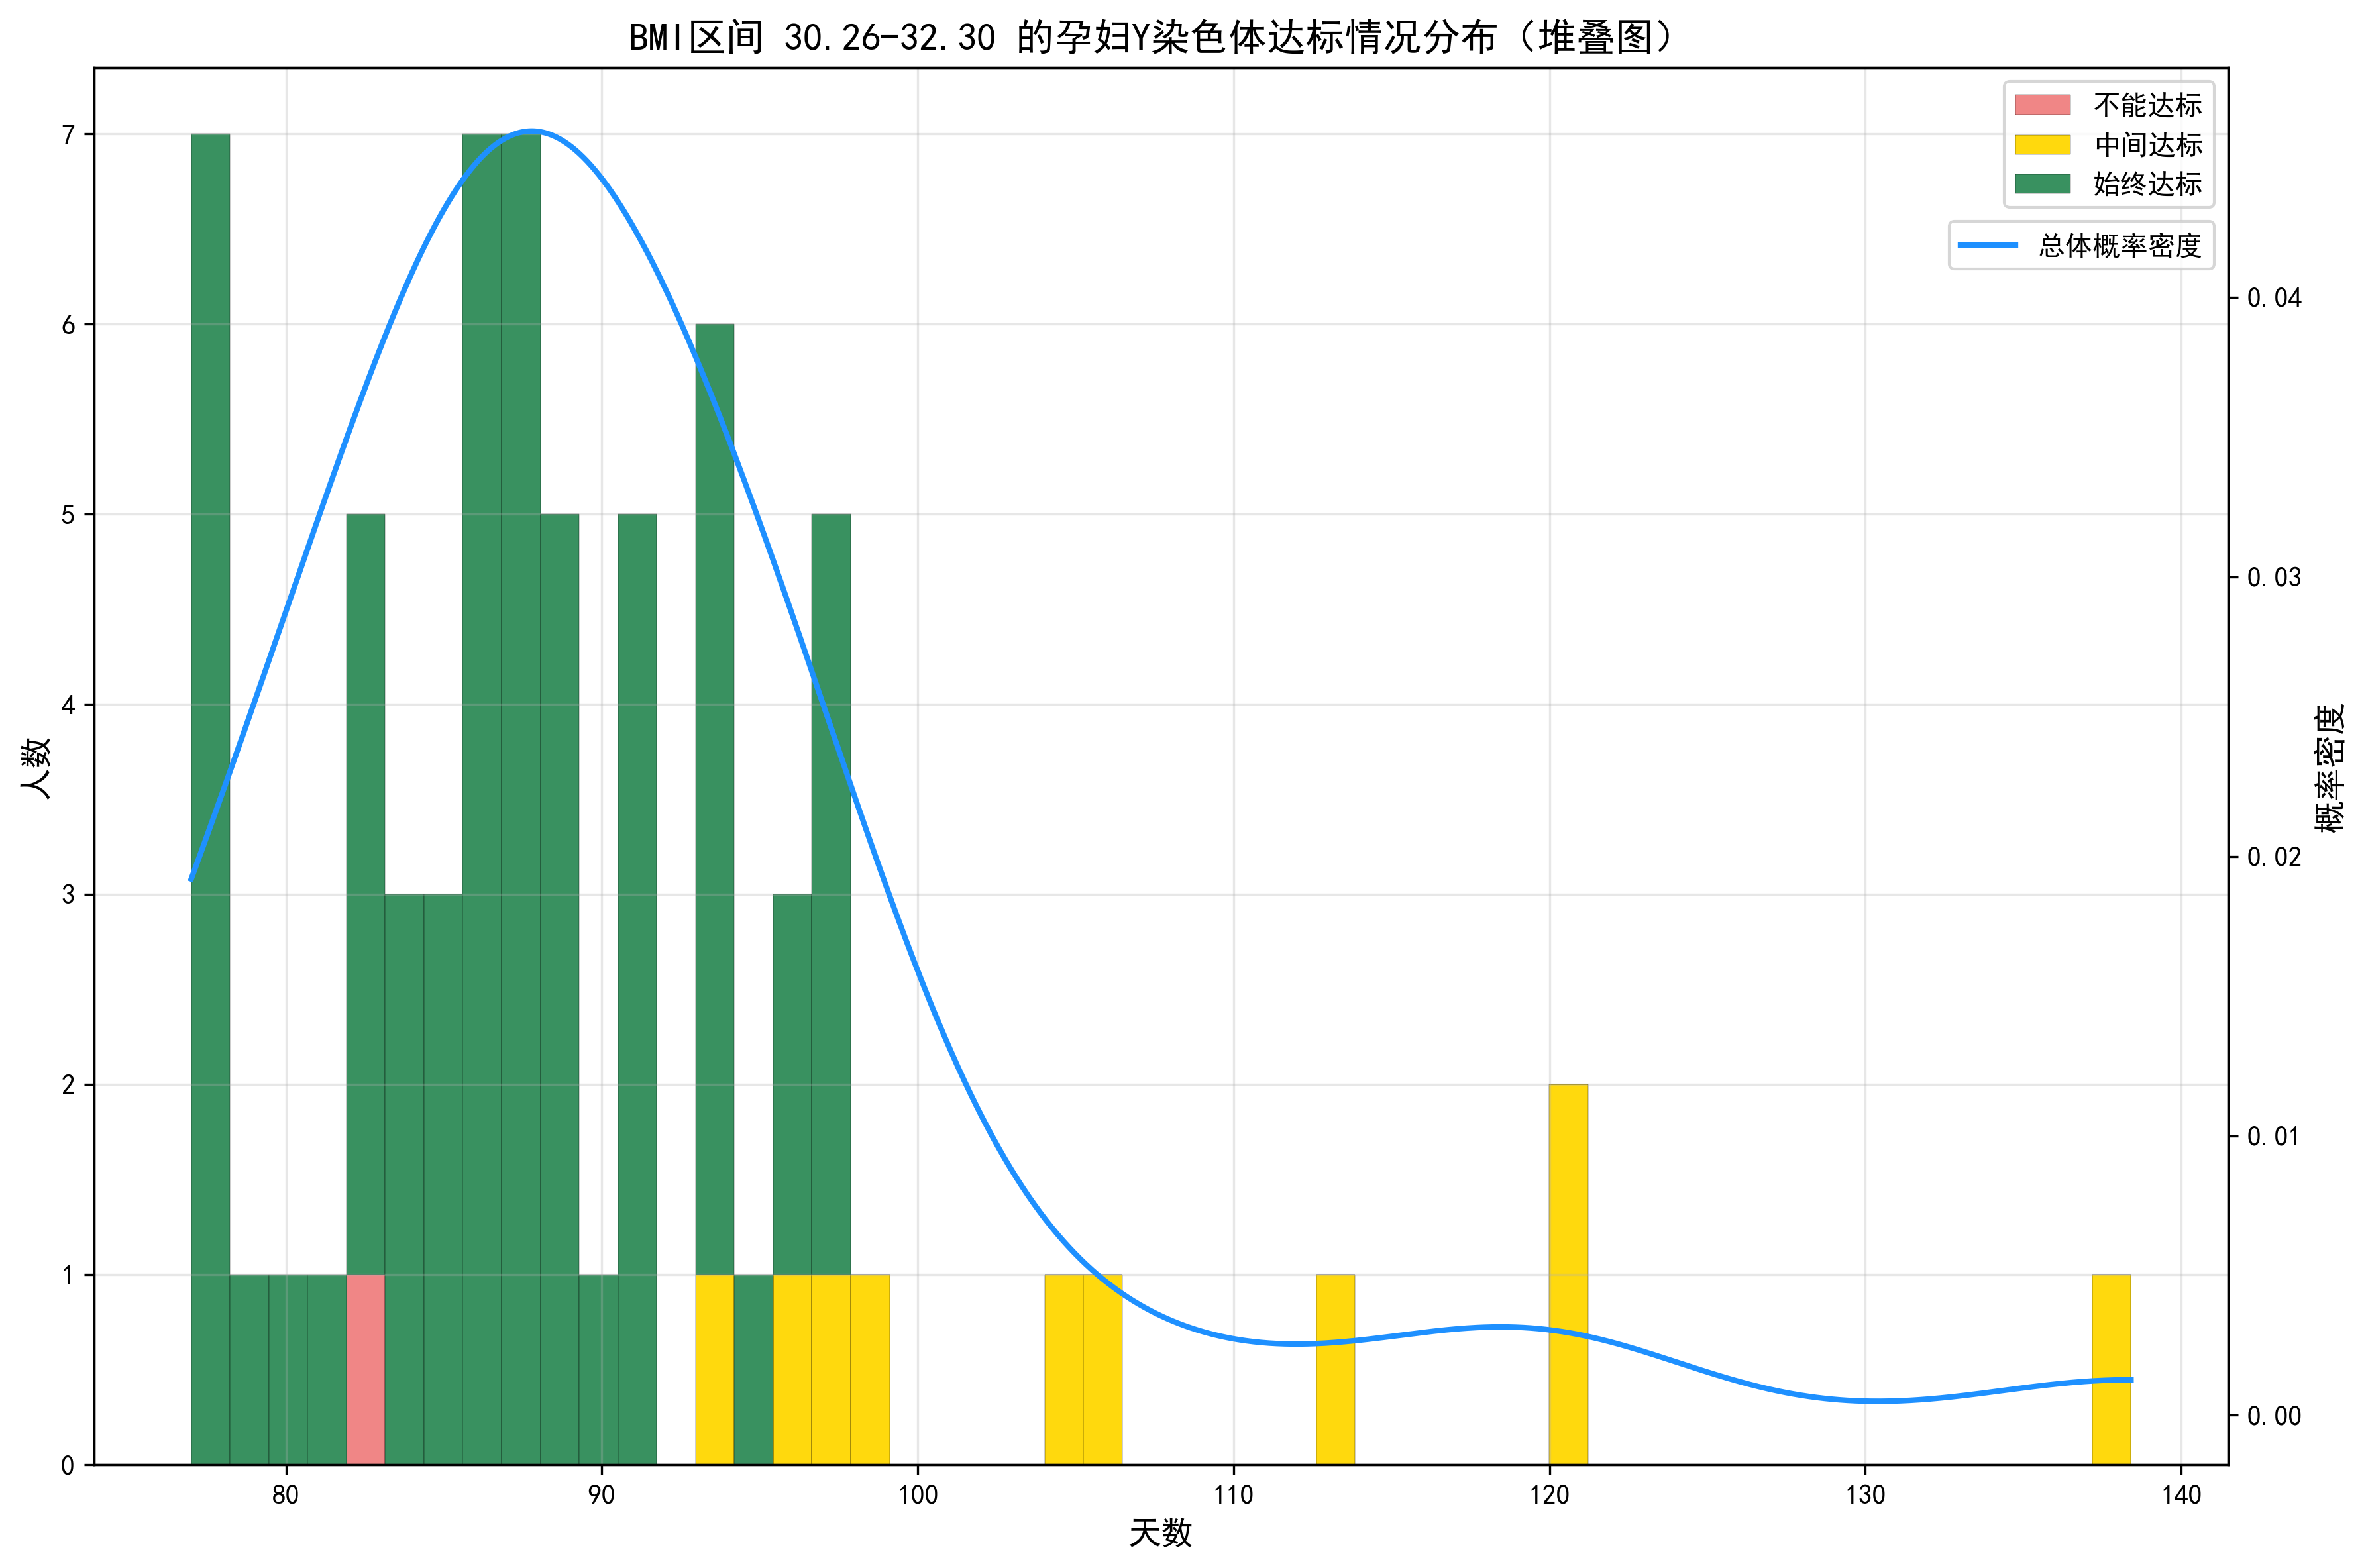 BMI区间 30.26-32.30 的孕妇Y染色体达标情况分布（堆叠图）
不能达标
中间达标
始终达标
总体概率密度
7
6
5
4
3
2
1
0
人数
0.04
0.03
0.02
0.01
0.00
概率密度
80 90 100 110 120 130 140
天数